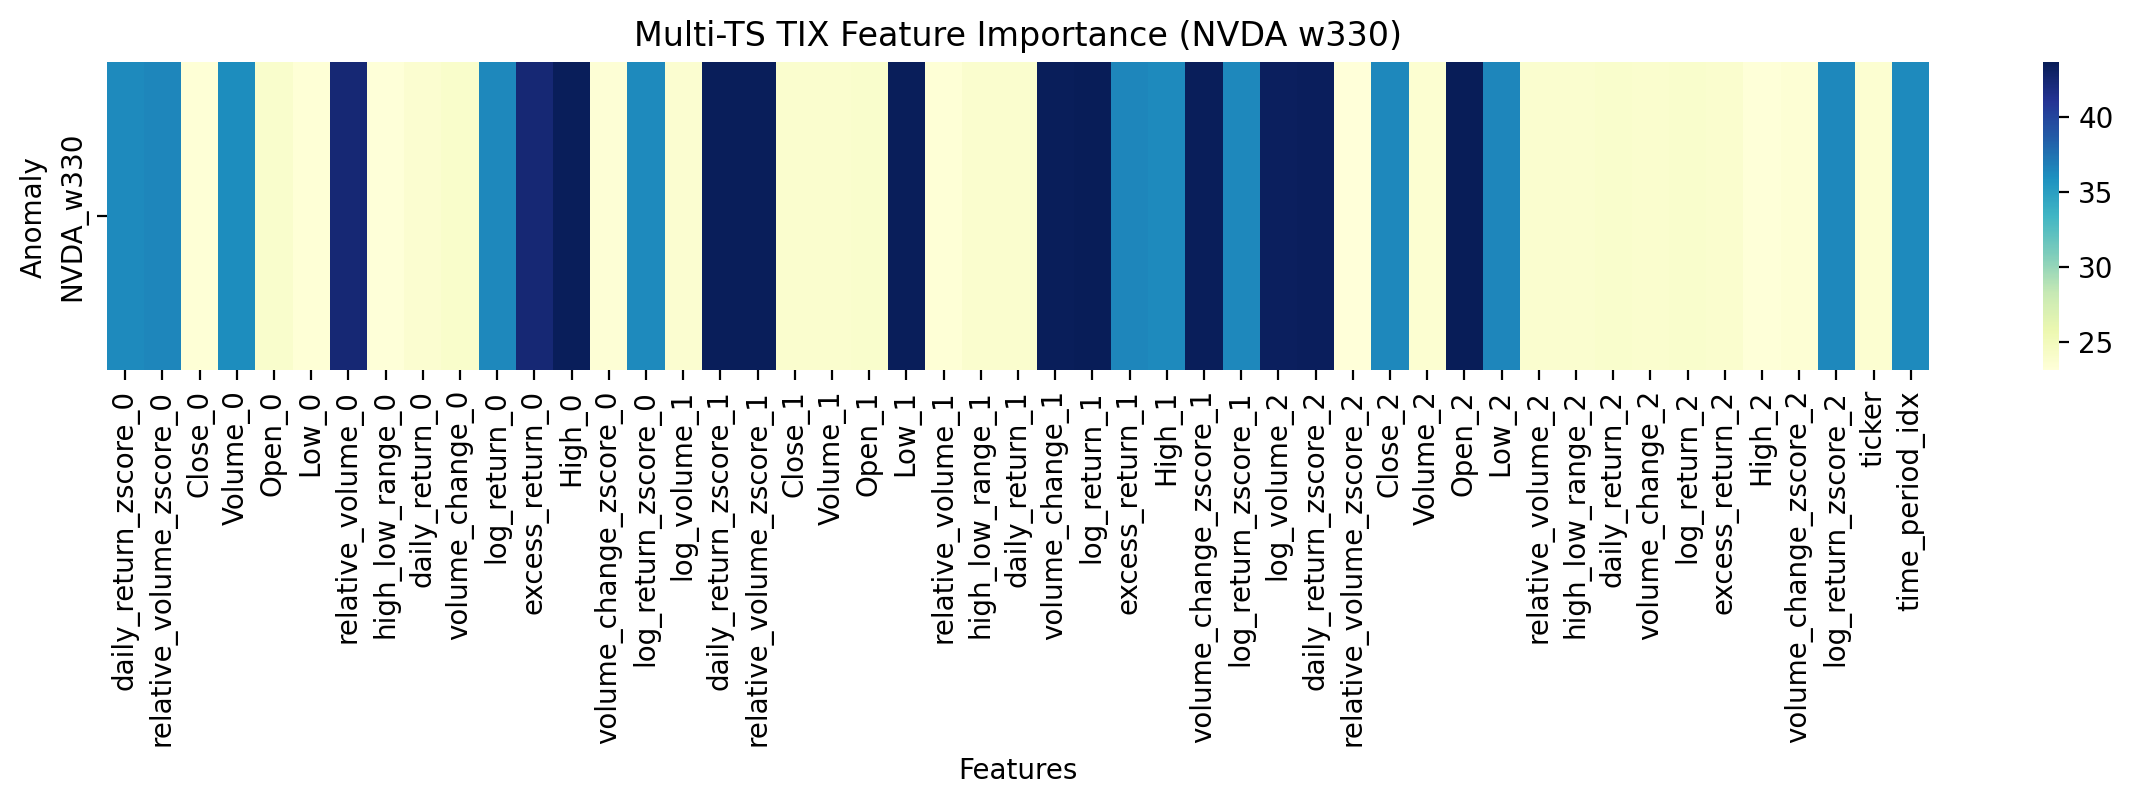 Multi-TS TIX Feature Importance (NVDA w330)
Anomaly
NVDA_w330
40
35
30
25
daily_return_zscore_0
relative_volume_zscore_0
Close_0
Volume_0
Open_0
Low_0
relative_volume_0
high_low_range_0
daily_return_0
volume_change_0
log_return_0
excess_return_0
High_0
volume_change_zscore_0
log_return_zscore_0
log_volume_1
daily_return_zscore_1
relative_volume_zscore_1
Close_1
Volume_1
Open_1
Low_1
relative_volume_1
high_low_range_1
daily_return_1
volume_change_1
log_return_1
excess_return_1
High_1
volume_change_zscore_1
log_return_zscore_1
log_volume_2
daily_return_zscore_2
relative_volume_zscore_2
Close_2
Volume_2
Open_2
Low_2
relative_volume_2
high_low_range_2
daily_return_2
volume_change_2
log_return_2
excess_return_2
High_2
volume_change_zscore_2
log_return_zscore_2
ticker
time_period_idx
Features